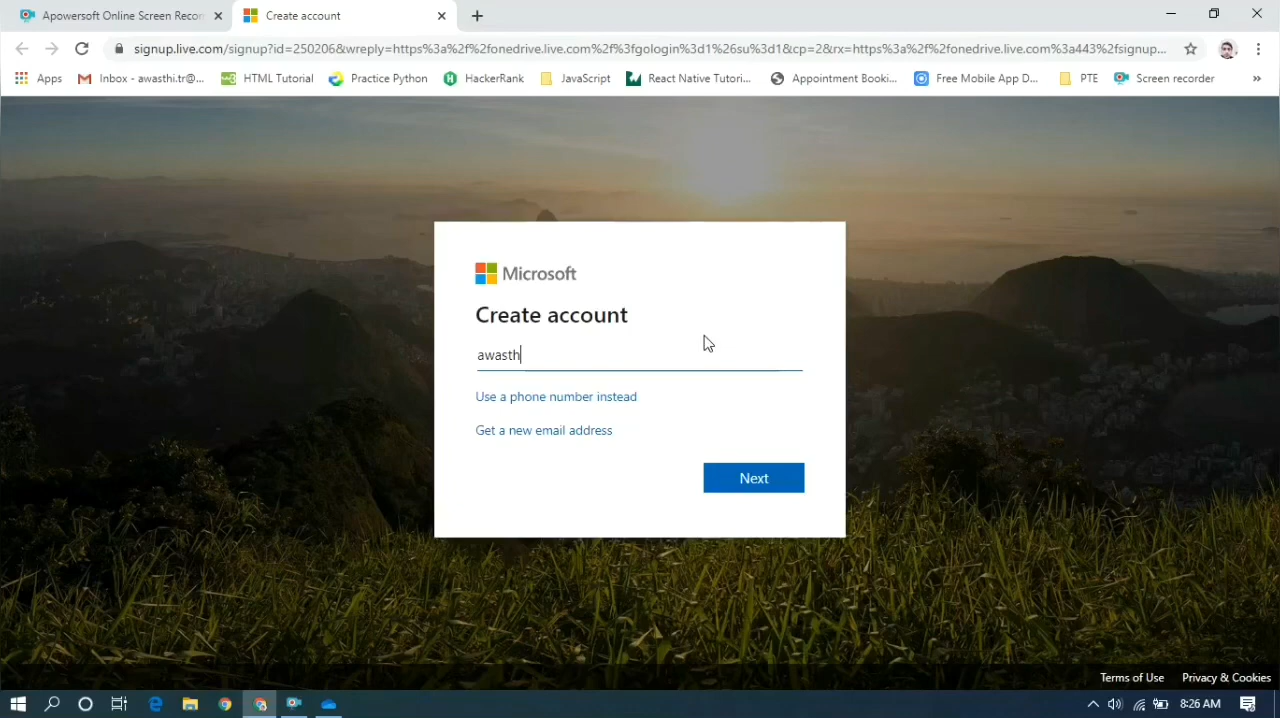 Apowersoft Online Screen Recor
Create account
signup.live.com/signup?id=250206&wreply=https%3a%2f%2fonedrive.live.com%2f%3fgologin%3d1%26su%3d1&cp=2&rx=https%3a%2f%2fonedrive.live.com%3a443%2fsignup...
Apps
Inbox - awasthi.tr@...
HTML Tutorial
Practice Python
HackerRank
JavaScript
React Native Tutori...
Appointment Booki...
Free Mobile App D...
PTE
Screen recorder
»
Microsoft
Create account
awasth
Use a phone number instead
Get a new email address
Next
Terms of Use
Privacy & Cookies
8:26 AM